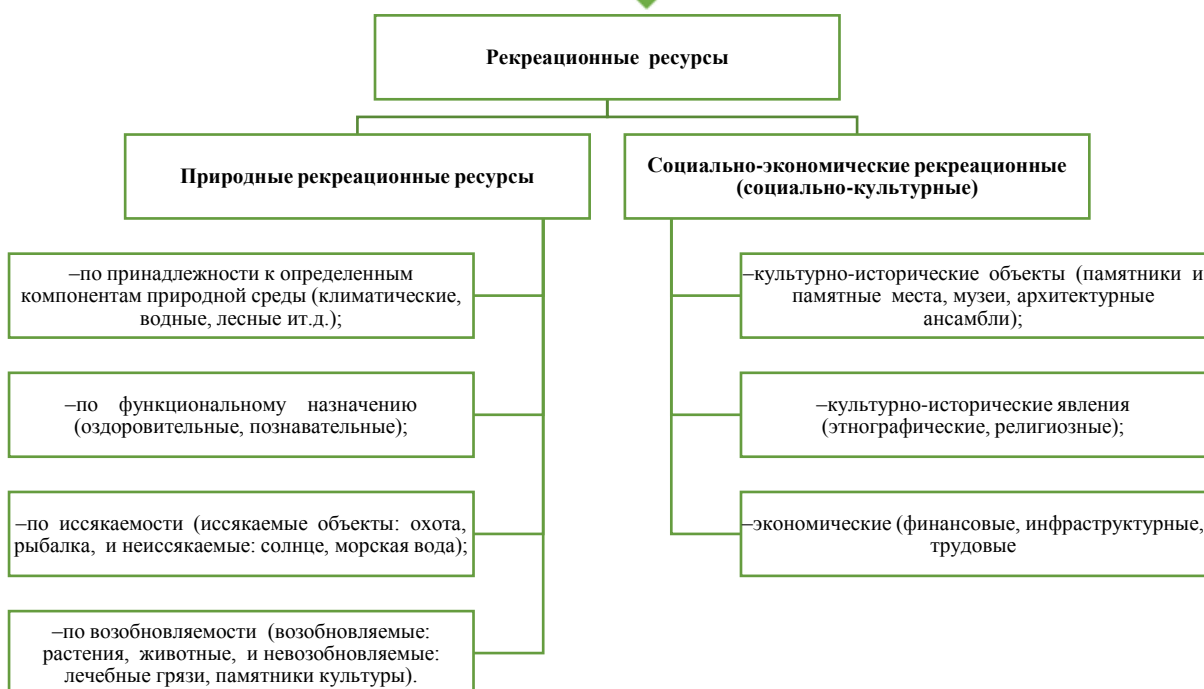 Рекреационные ресурсы
Природные рекреационные ресурсы
Социально-экономические рекреационные
(социально-культурные)
–по принадлежности к определенным
компонентам природной среды (климатические,
водные, лесные ит.д.);
–по функциональному назначению
(оздоровительные, познавательные);
–по иссякаемости (иссякаемые объекты: охота,
рыбалка, и неиссякаемые: солнце, морская вода);
–по возобновляемости (возобновляемые:
растения, животные, и невозобновляемые:
лечебные грязи, памятники культуры).
–культурно-исторические объекты (памятники и
памятные места, музеи, архитектурные
ансамбли);
–культурно-исторические явления
(этнографические, религиозные);
–экономические (финансовые, инфраструктурные,
трудовые